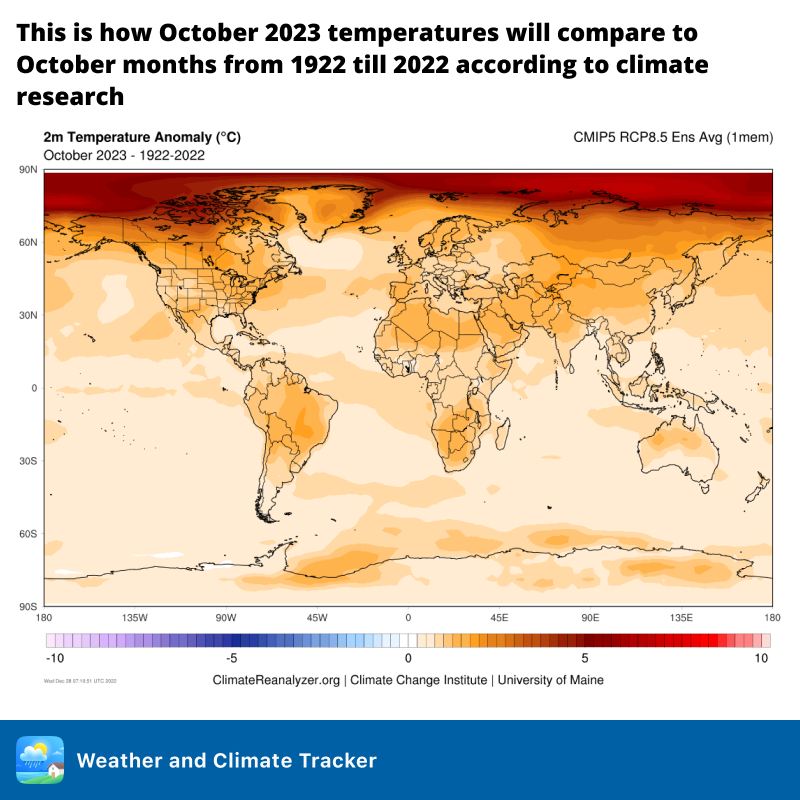 This is how October 2023 temperatures will compare to
October months from 1922 till 2022 according to climate
research
2m Temperature Anomaly (°C)
CMIP5 RCP8.5 Ens Avg (1mem)
October 2023 - 1922-2022
90N
60N
30N
0
30S
60S
90S
180 135W 90W 45W 0 45E 90E 135E 180
-10 -5 0 5 10
Wed Dec 28 07:10:51 UTC 2022
ClimateReanalyzer.org | Climate Change Institute | University of Maine
Weather and Climate Tracker